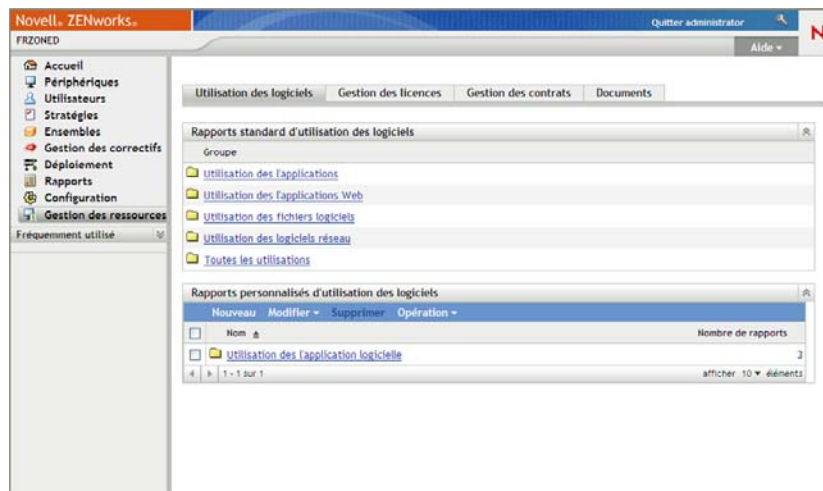 Novell® ZENworks®
Quitter administrator
N
FRZONED
Aide
Accueil
Périphériques
Utilisateurs
Stratégies
Ensembles
Gestion des correctifs
Déploiement
Rapports
Configuration
Gestion des ressources
Fréquemment utilisé
Utilisation des logiciels Gestion des licences Gestion des contrats Documents
Rapports standard d'utilisation des logiciels
Groupe
Utilisation des l'applications
Utilisation des l'applications Web
Utilisation des fichiers logiciels
Utilisation des logiciels réseau
Toutes les utilisations
Rapports personnalisés d'utilisation des logiciels
Nouveau Modifier Supprimer Opération
Nom Nombre de rapports
Utilisation des l'application logicielle 3
1 - 1 sur 1 afficher 10 éléments